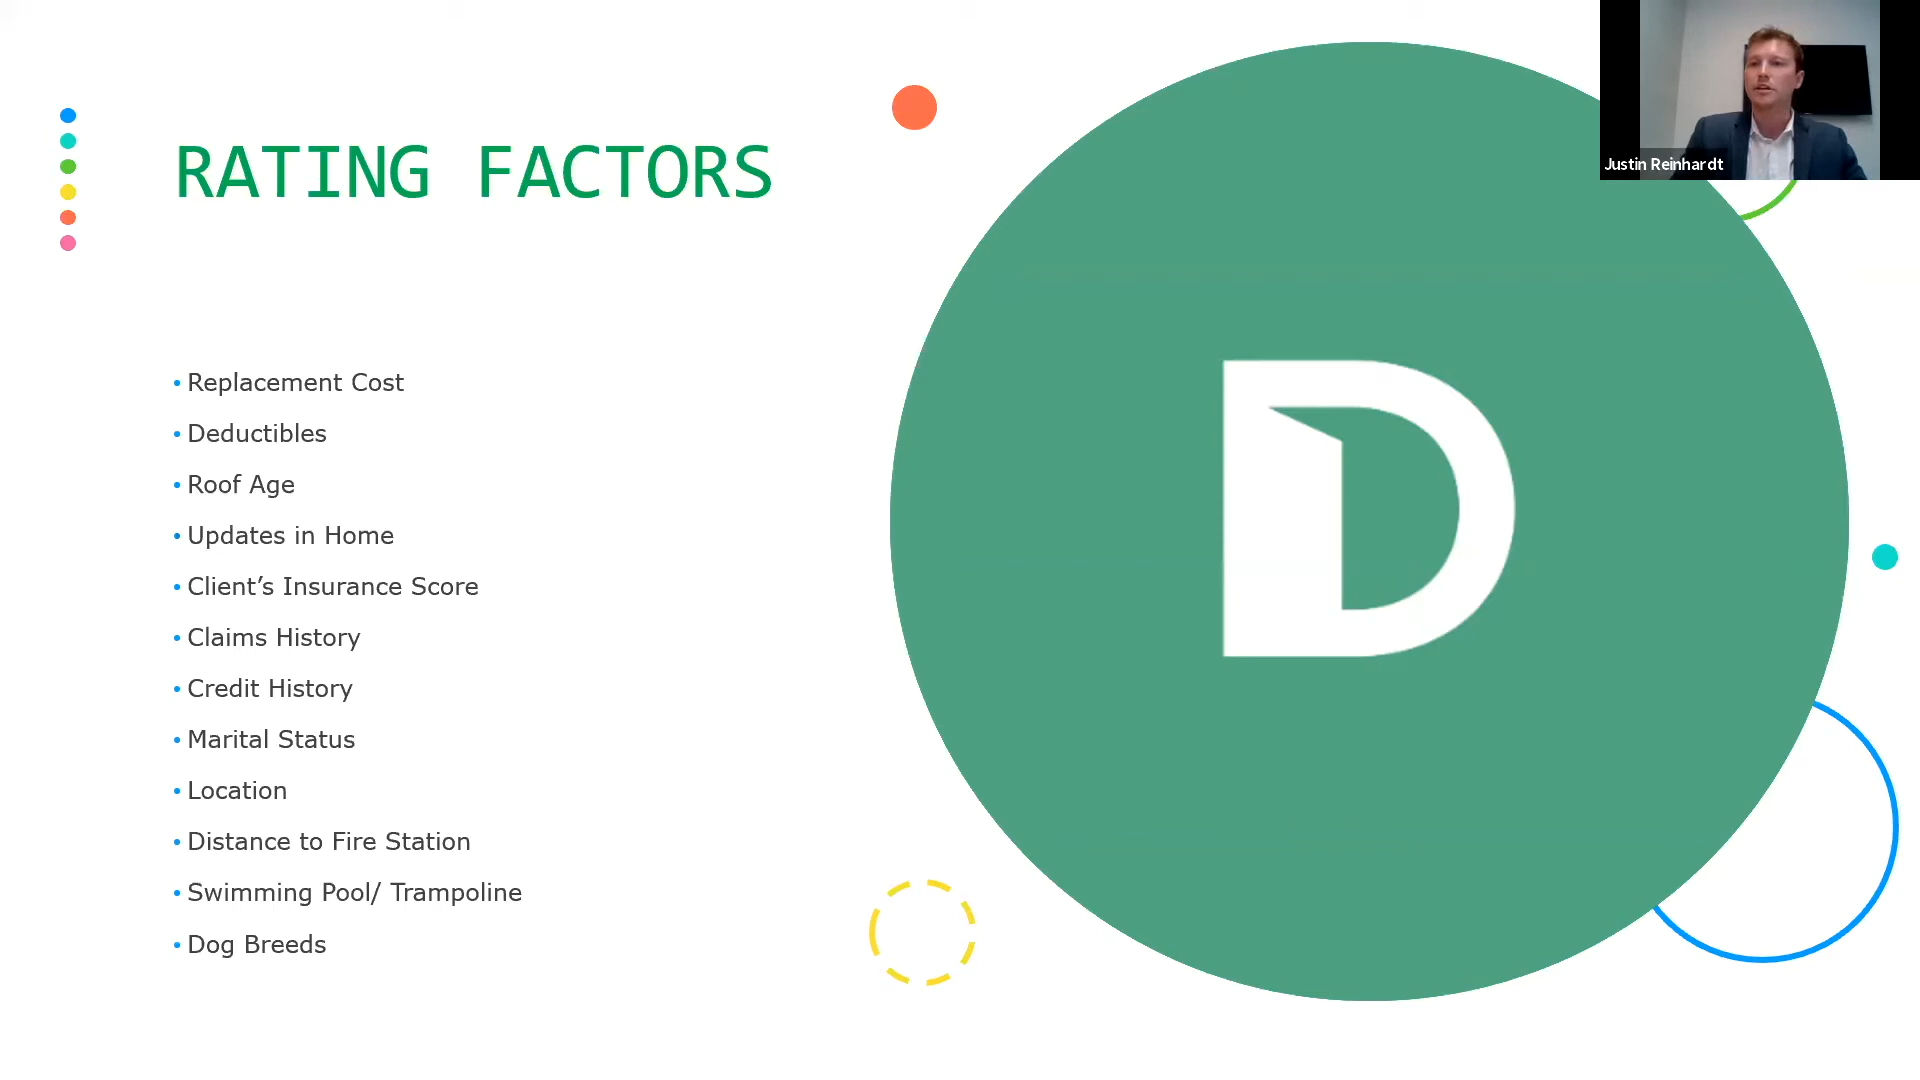 RATING FACTORS
Justin Reinhardt
• Replacement Cost
• Deductibles
• Roof Age
• Updates in Home
• Client’s Insurance Score
• Claims History
• Credit History
• Marital Status
• Location
• Distance to Fire Station
• Swimming Pool/ Trampoline
• Dog Breeds
D